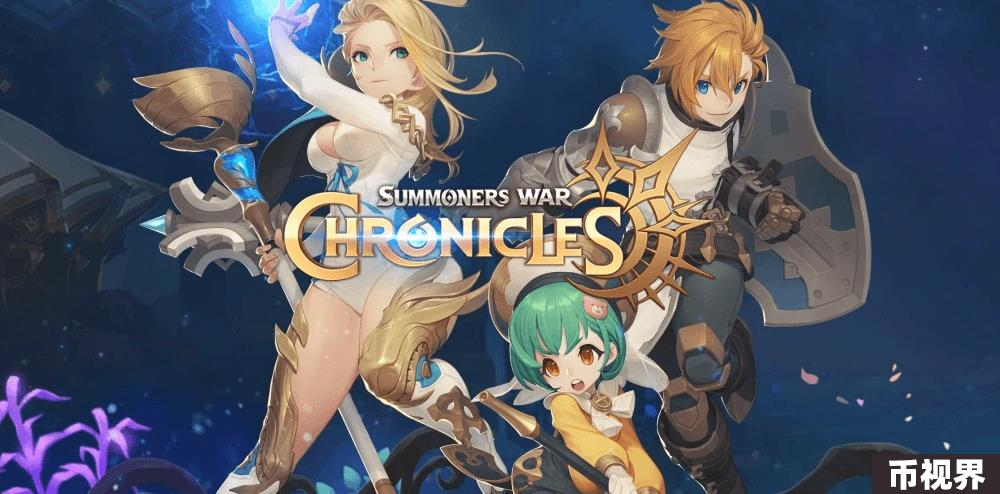 SUMMONERS WAR
CHRONICLES
币视界